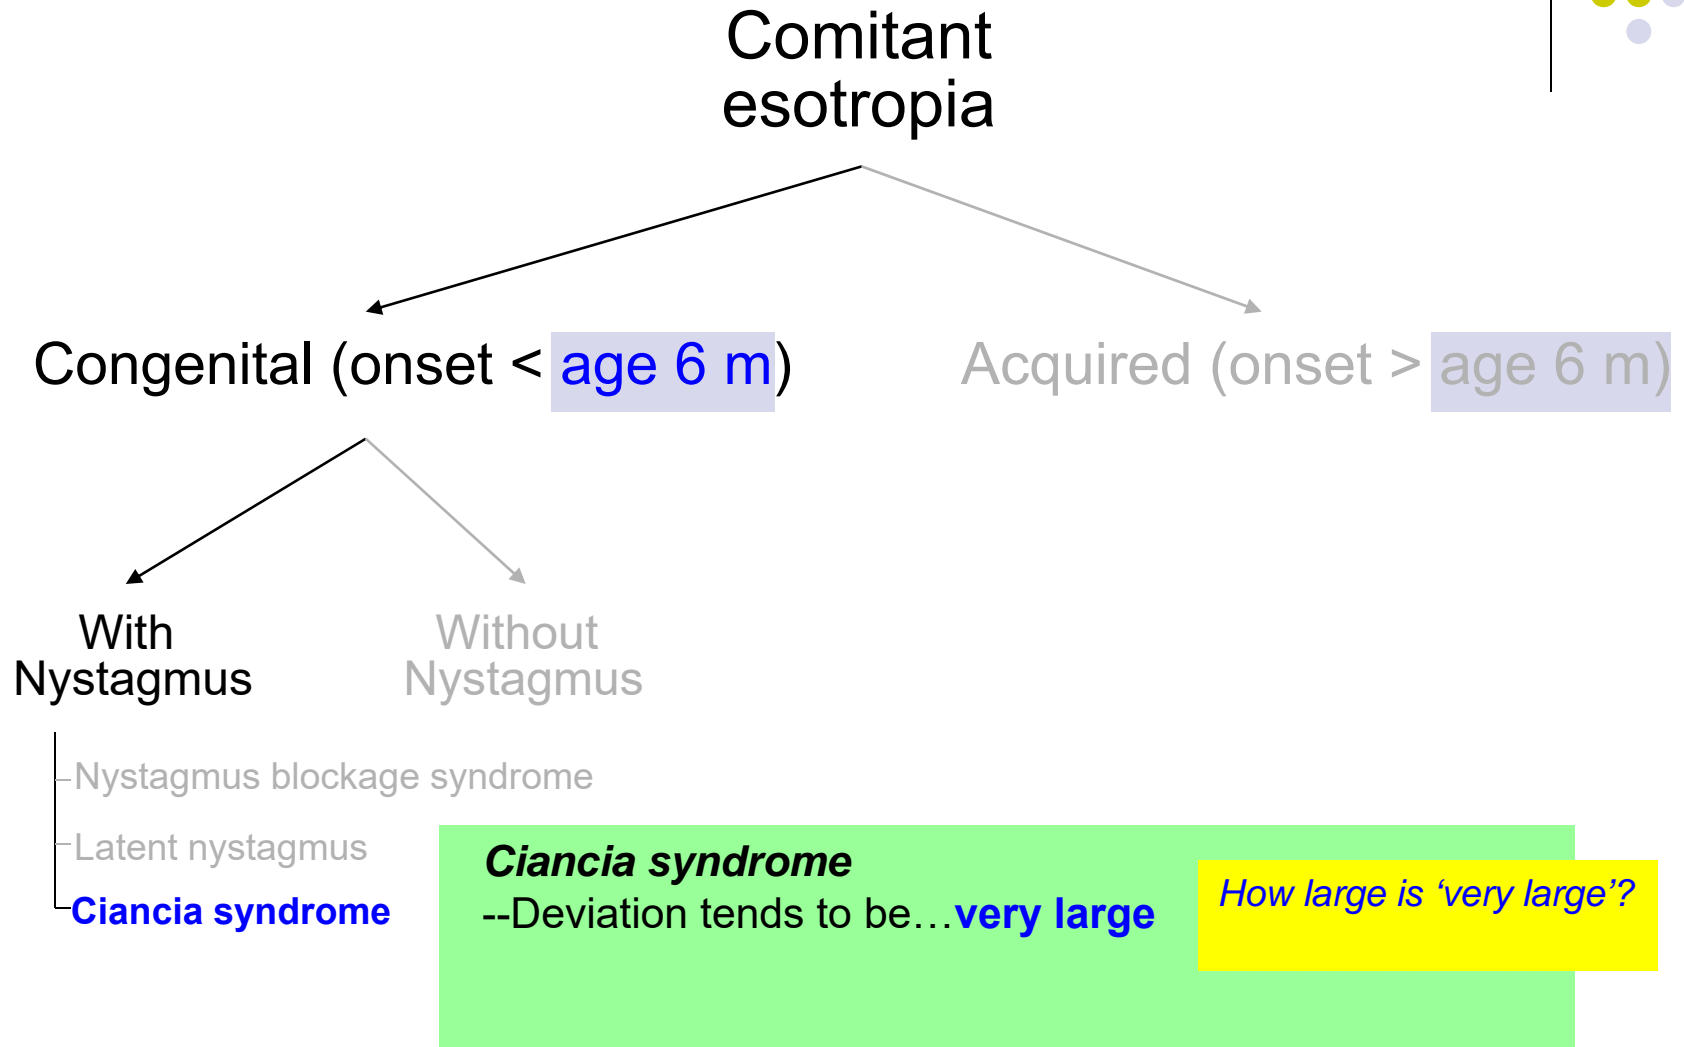 Comitant
esotropia
Congenital (onset < age 6 m)
Acquired (onset > age 6 m)
With
Nystagmus
Without
Nystagmus
Nystagmus blockage syndrome
Latent nystagmus
Ciancia syndrome
Ciancia syndrome
--Deviation tends to be…very large
How large is ‘very large’?